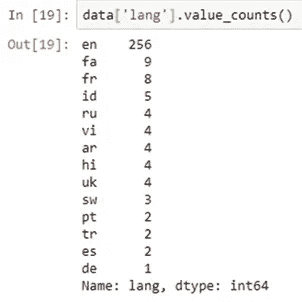 In [19]: data['lang'].value_counts()
Out[19]: en 256
fa 9
fr 8
id 5
ru 4
vi 4
ar 4
hi 4
uk 4
sw 3
pt 2
tr 2
es 2
de 1
Name: lang, dtype: int64